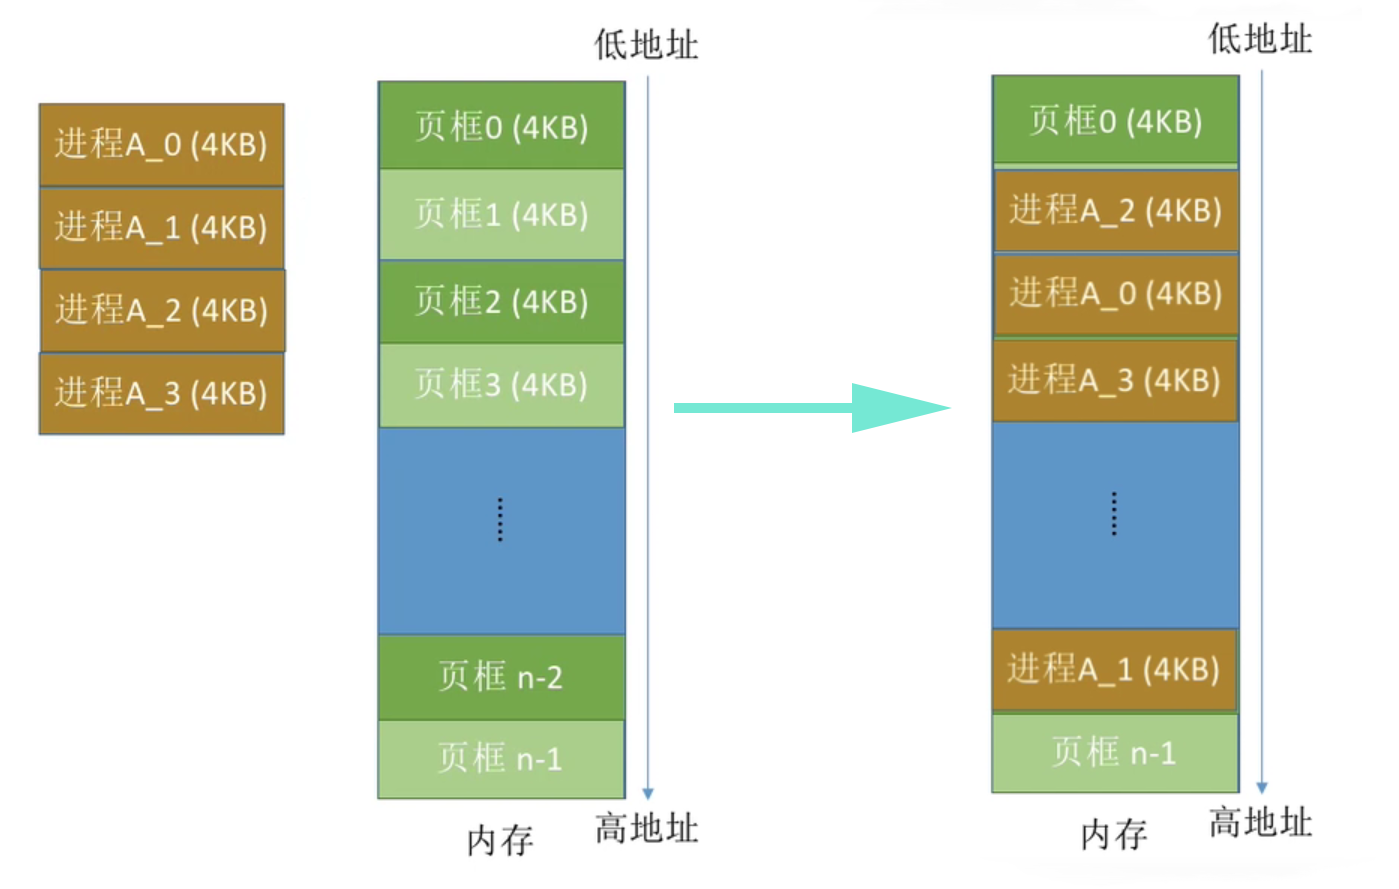 进程A_0 (4KB)
进程A_1 (4KB)
进程A_2 (4KB)
进程A_3 (4KB)
低地址
页框0 (4KB)
页框1 (4KB)
页框2 (4KB)
页框3 (4KB)
页框 n-2
页框 n-1
内存
高地址
低地址
页框0 (4KB)
进程A_2 (4KB)
进程A_0 (4KB)
进程A_3 (4KB)
进程A_1 (4KB)
页框 n-1
内存
高地址